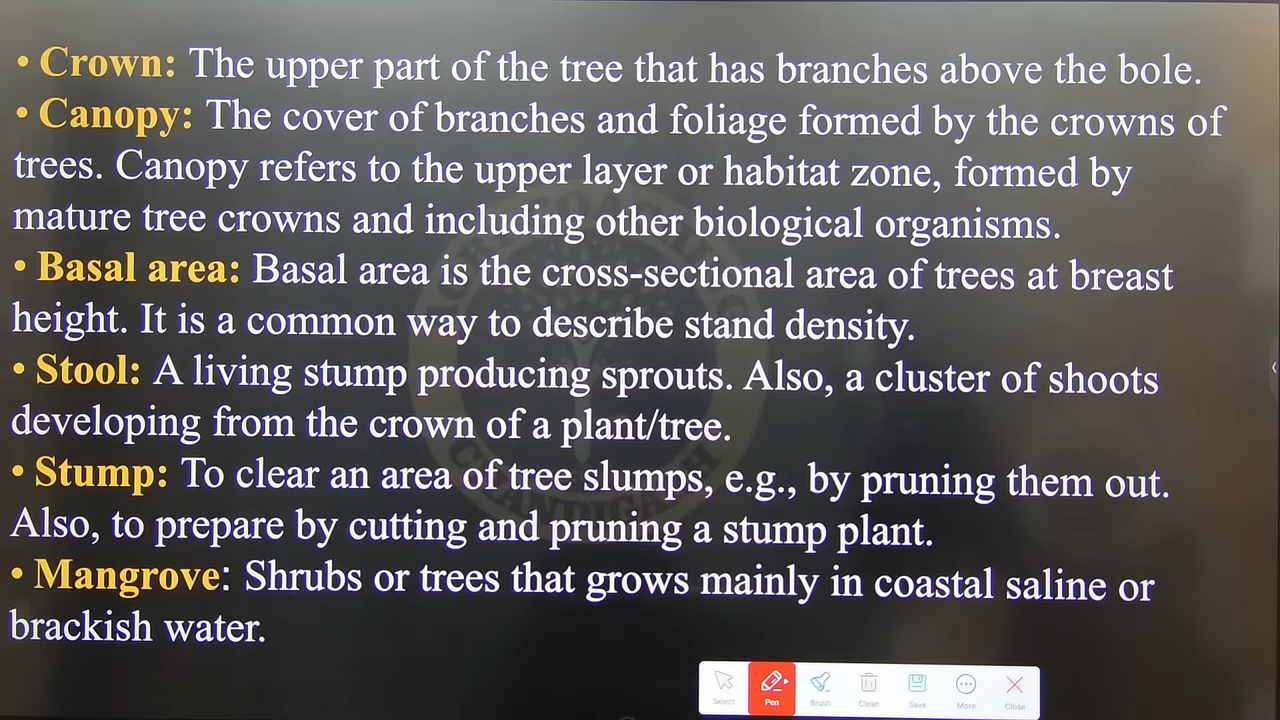 • Crown: The upper part of the tree that has branches above the bole.
• Canopy: The cover of branches and foliage formed by the crowns of
trees. Canopy refers to the upper layer or habitat zone, formed by
mature tree crowns and including other biological organisms.
• Basal area: Basal area is the cross-sectional area of trees at breast
height. It is a common way to describe stand density.
• Stool: A living stump producing sprouts. Also, a cluster of shoots
developing from the crown of a plant/tree.
• Stump: To clear an area of tree slumps, e.g., by pruning them out.
Also, to prepare by cutting and pruning a stump plant.
• Mangrove: Shrubs or trees that grows mainly in coastal saline or
brackish water.
Select Pen Brush Clean Save More Close